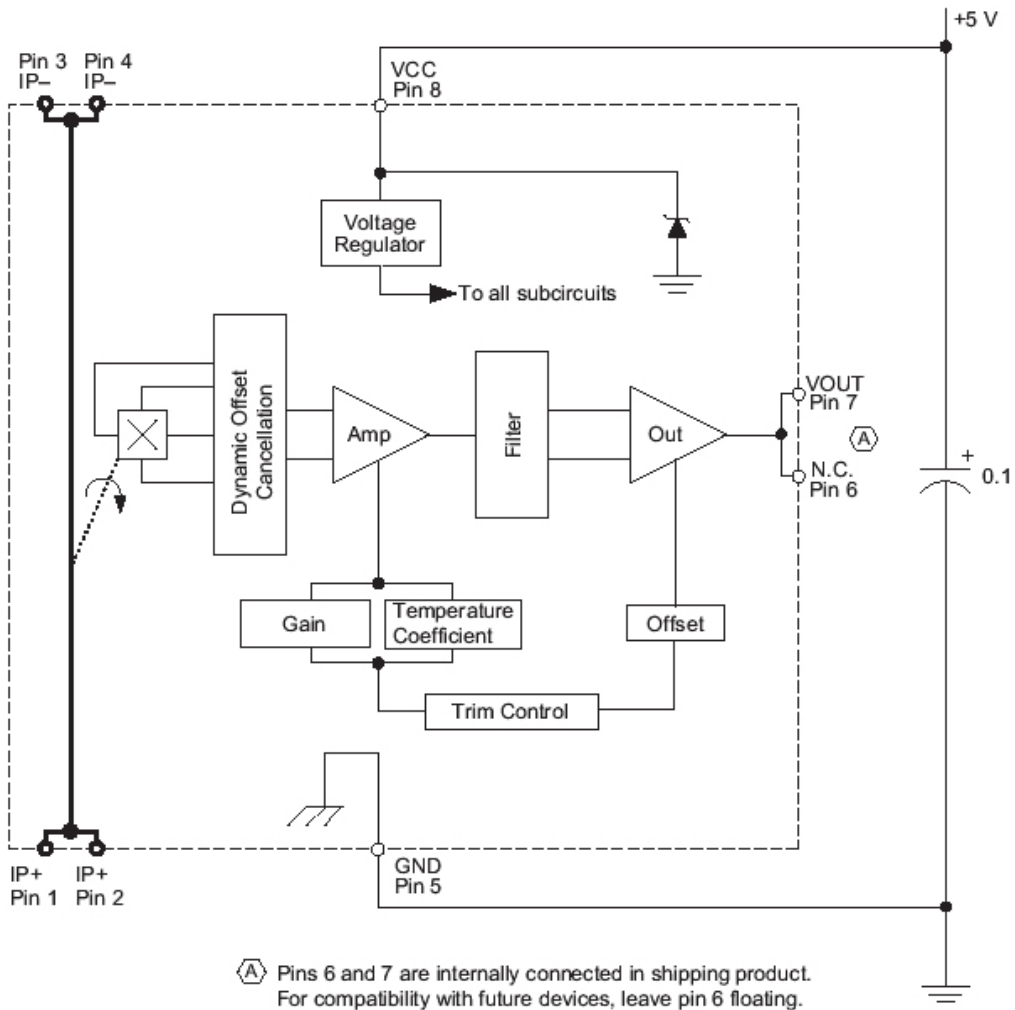 +5 V
Pin 3
IP–
Pin 4
IP–
VCC
Pin 8
Voltage
Regulator
To all subcircuits
Dynamic Offset
Cancellation
Amp
Filter
Out
VOUT
Pin 7
A
N.C.
Pin 6
+
0.1
Gain
Temperature
Coefficient
Offset
Trim Control
IP+
Pin 1
IP+
Pin 2
GND
Pin 5
A Pins 6 and 7 are internally connected in shipping product.
For compatibility with future devices, leave pin 6 floating.